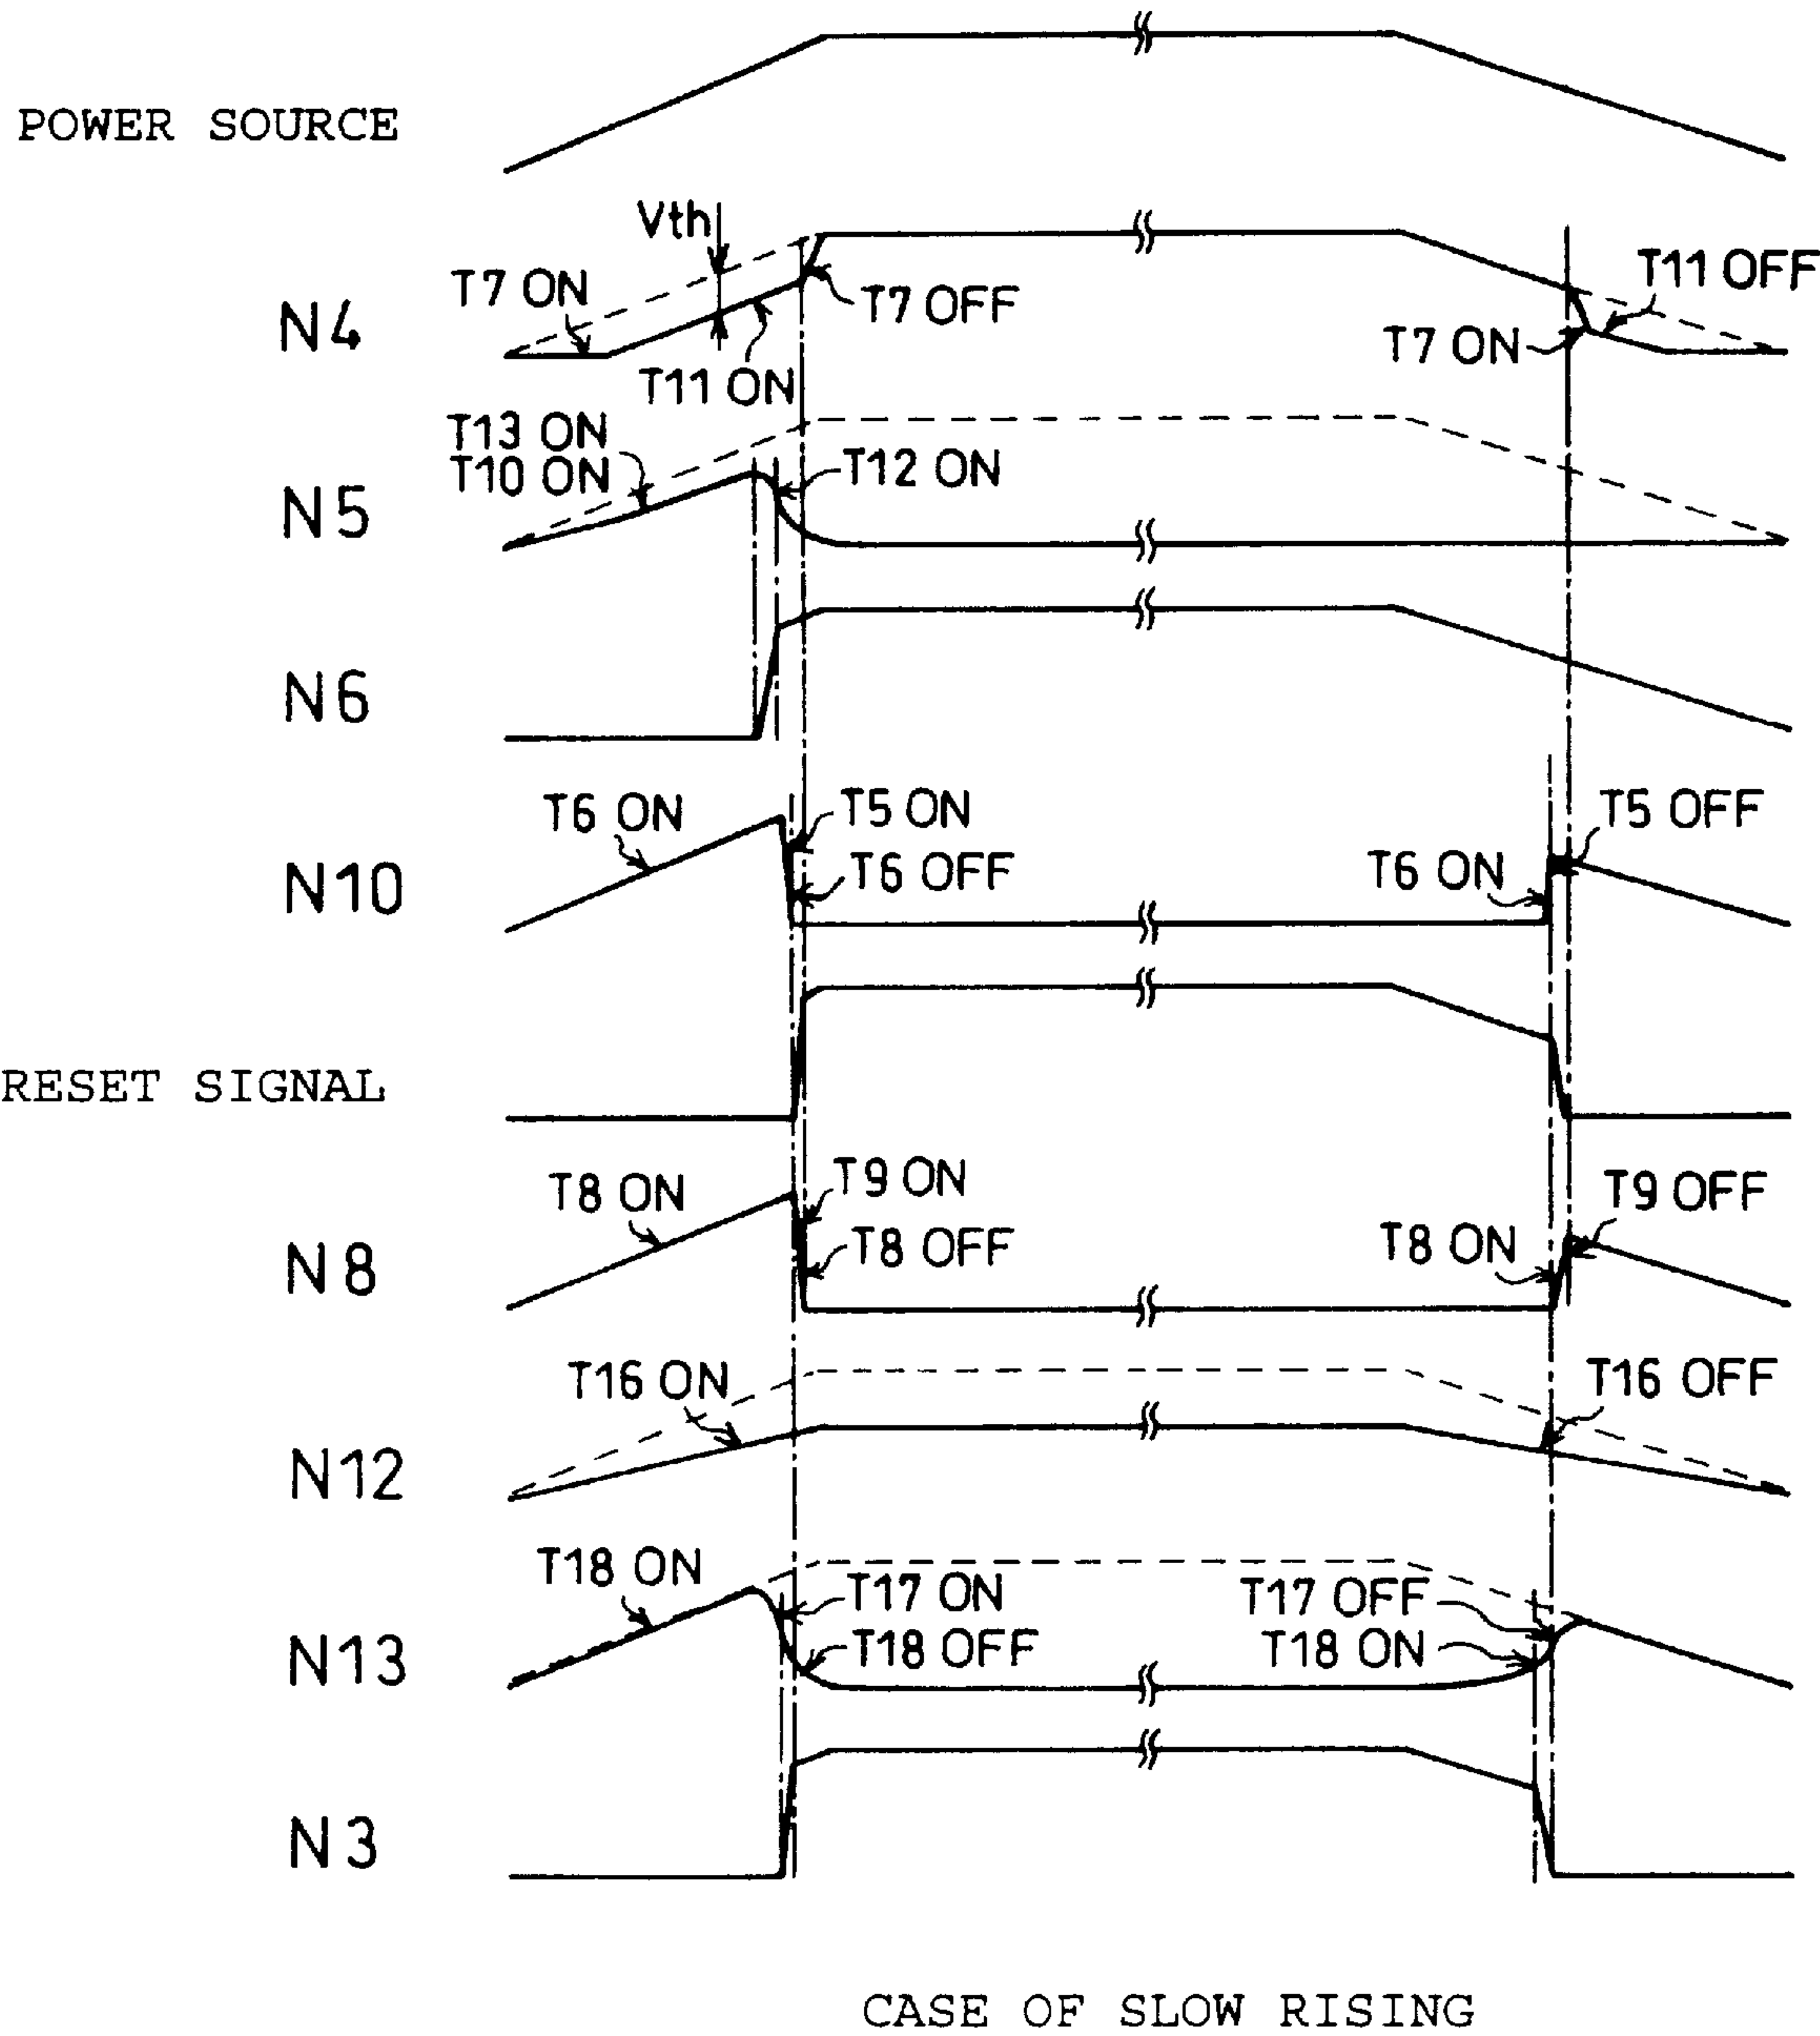 POWER SOURCE
Vth
T7 ON
T11 OFF
N4
T7 OFF
T7 ON
T11 ON
T13 ON
T10 ON
T12 ON
N5
N6
T6 ON
T5 ON
T5 OFF
N10
T6 OFF
T6 ON
RESET SIGNAL
T8 ON
T9 ON
T9 OFF
N8
T8 OFF
T8 ON
T16 ON
T16 OFF
N12
T18 ON
T17 ON
T17 OFF
N13
T18 OFF
T18 ON
N3
CASE OF SLOW RISING